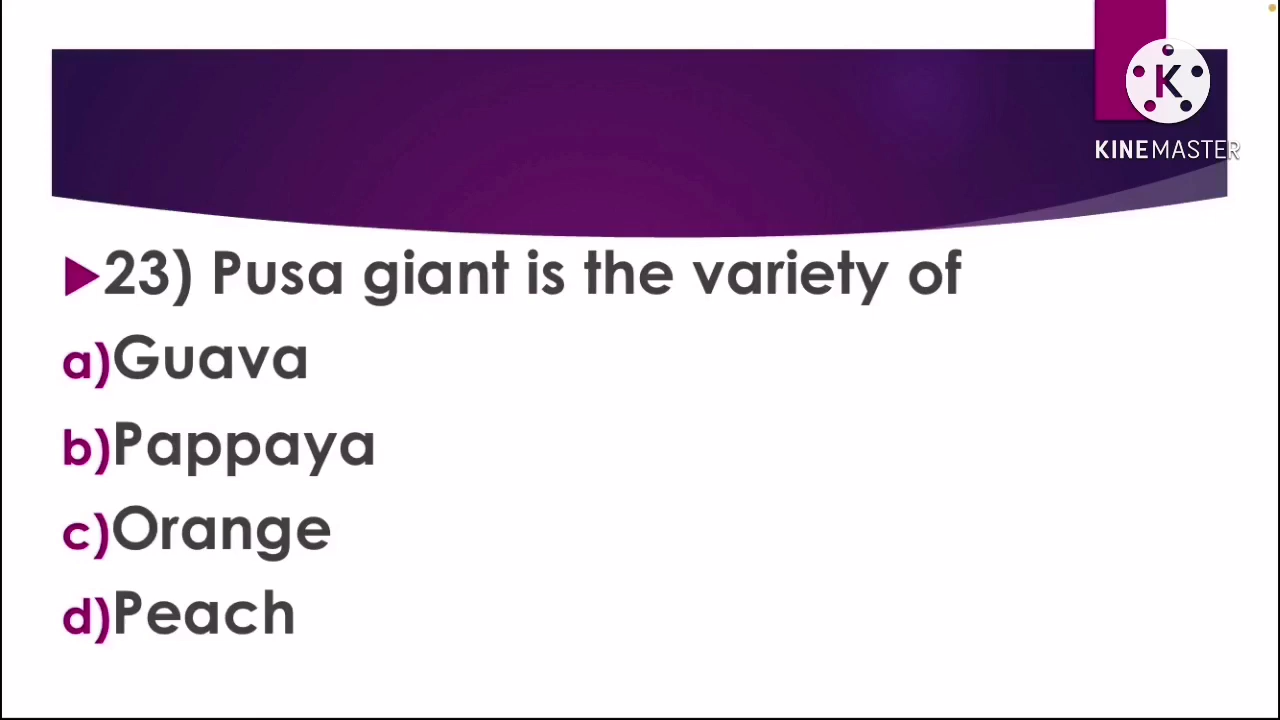 K
KINEMASTER
23) Pusa giant is the variety of
a)Guava
b)Pappaya
c)Orange
d)Peach